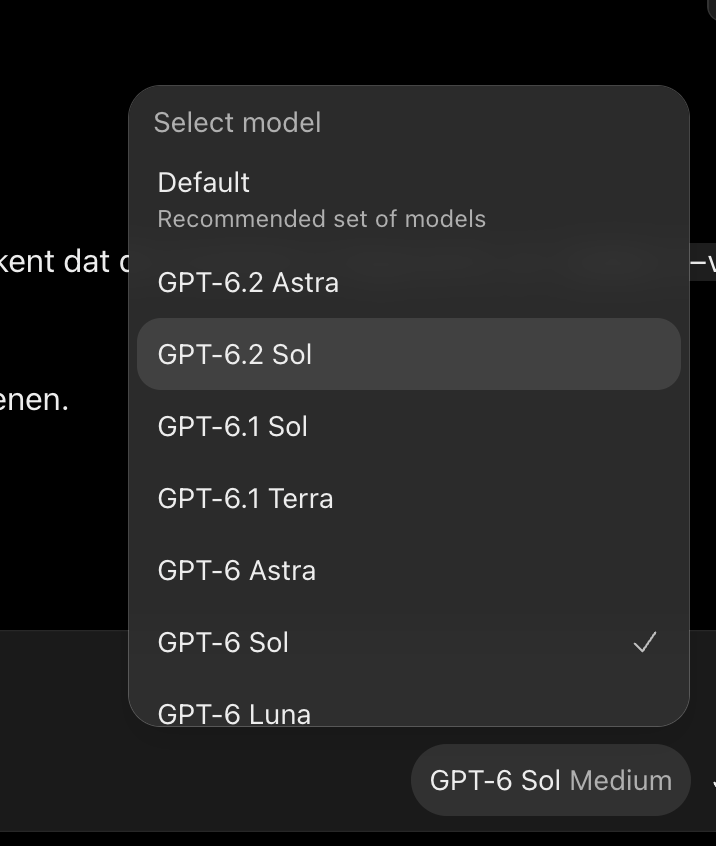 Select model
Default
Recommended set of models
kent dat
GPT-6.2 Astra
GPT-6.2 Sol
enen.
GPT-6.1 Sol
GPT-6.1 Terra
GPT-6 Astra
GPT-6 Sol
GPT-6 Luna
GPT-6 Sol Medium